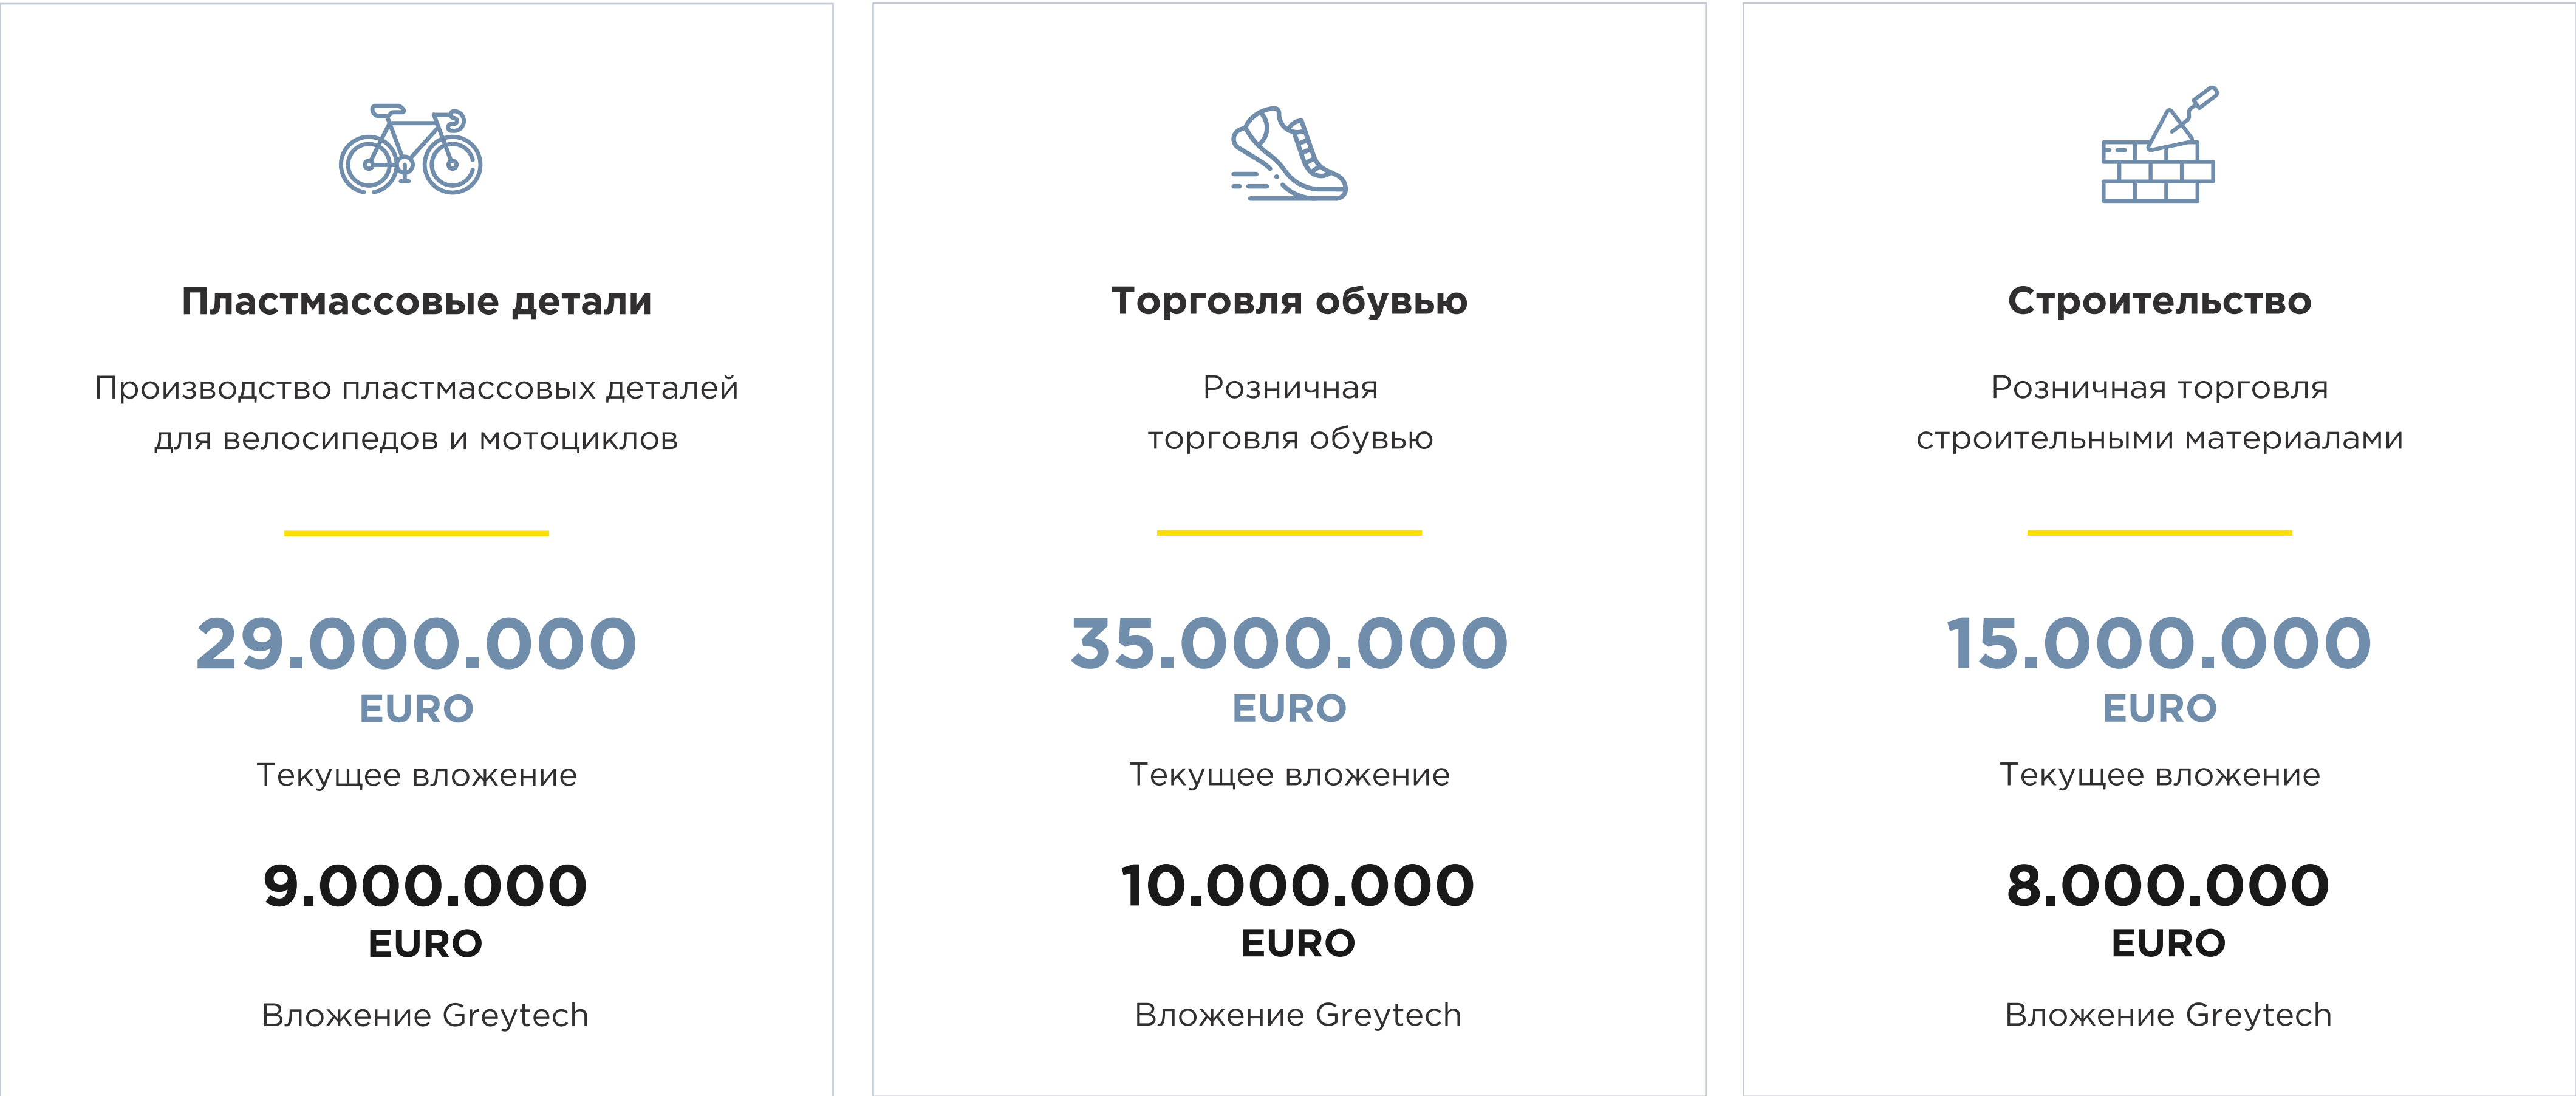 Пластмассовые детали
Производство пластмассовых деталей
для велосипедов и мотоциклов
29.000.000
EURO
Текущее вложение
9.000.000
EURO
Вложение Greytech
Торговля обувью
Розничная
торговля обувью
35.000.000
EURO
Текущее вложение
10.000.000
EURO
Вложение Greytech
Строительство
Розничная торговля
строительными материалами
15.000.000
EURO
Текущее вложение
8.000.000
EURO
Вложение Greytech